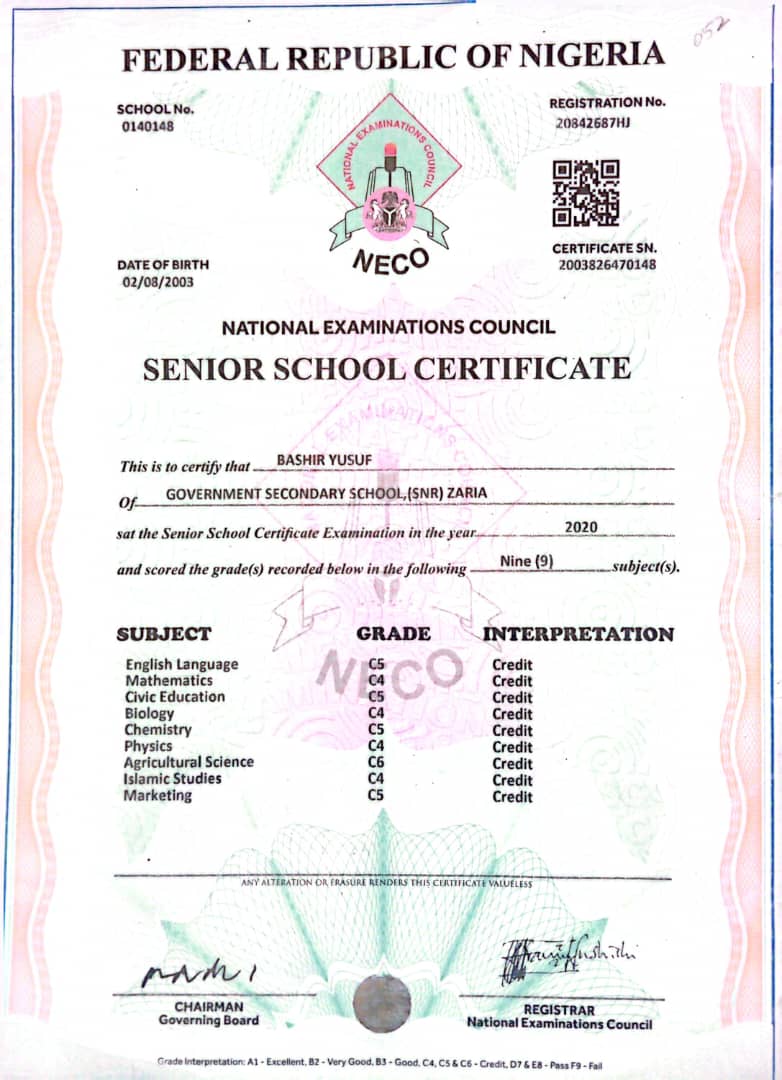 052
FEDERAL REPUBLIC OF NIGERIA
SCHOOL No.
0140148
REGISTRATION No.
20842687HJ
NATIONAL EXAMINATIONS COUNCIL
NECO
DATE OF BIRTH
02/08/2003
CERTIFICATE SN.
2003826470148
NATIONAL EXAMINATIONS COUNCIL
SENIOR SCHOOL CERTIFICATE
This is to certify that BASHIR YUSUF
Of GOVERNMENT SECONDARY SCHOOL,(SNR) ZARIA
sat the Senior School Certificate Examination in the year 2020
and scored the grade(s) recorded below in the following Nine (9) subject(s).
SUBJECT GRADE INTERPRETATION
English Language C5 Credit
Mathematics C4 Credit
Civic Education C5 Credit
Biology C4 Credit
Chemistry C5 Credit
Physics C4 Credit
Agricultural Science C6 Credit
Islamic Studies C4 Credit
Marketing C5 Credit
NECO
ANY ALTERATION OR ERASURE RENDERS THIS CERTIFICATE VALUELESS
CHAIRMAN
Governing Board
REGISTRAR
National Examinations Council
Grade Interpretation: A1 - Excellent, B2 - Very Good, B3 - Good, C4, C5 & C6 - Credit, D7 & E8 - Pass F9 - Fail